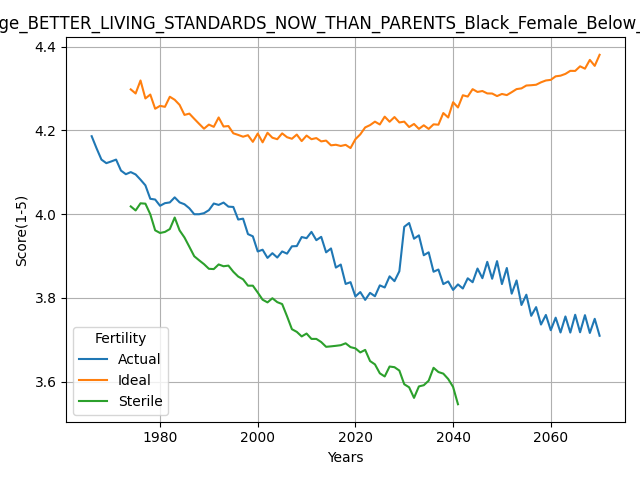 ge_BETTER_LIVING_STANDARDS_NOW_THAN_PARENTS_Black_Female_Below_
4.4
4.2
4.0
3.8
3.6
Score(1-5)
Fertility
Actual
Ideal
Sterile
1980
2000
2020
2040
2060
Years